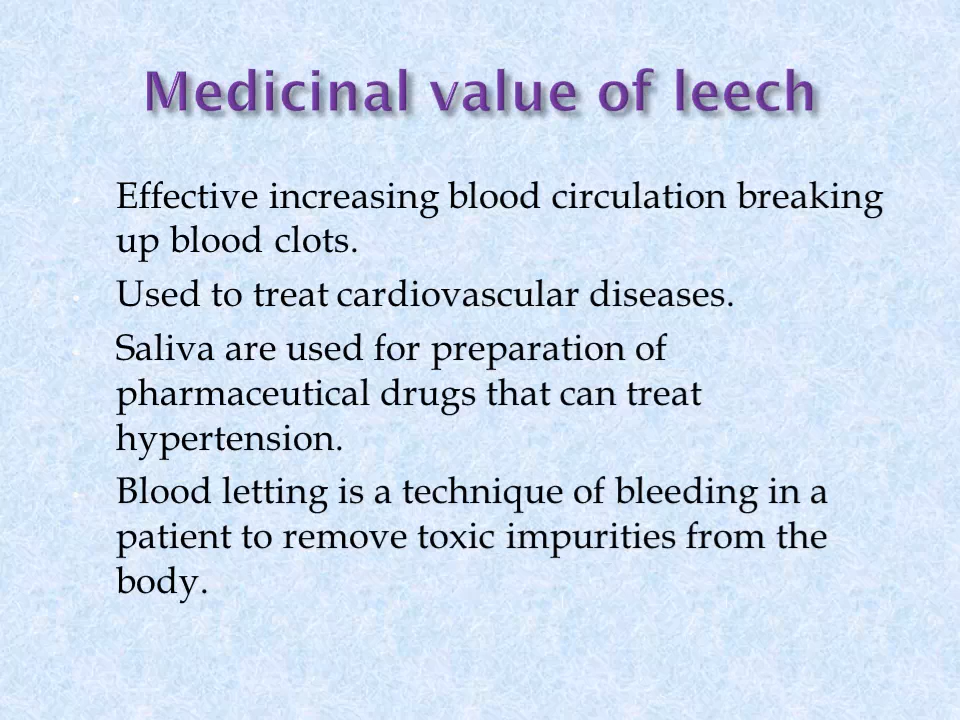 Medicinal value of leech
Effective increasing blood circulation breaking
up blood clots.
Used to treat cardiovascular diseases.
Saliva are used for preparation of
pharmaceutical drugs that can treat
hypertension.
Blood letting is a technique of bleeding in a
patient to remove toxic impurities from the
body.